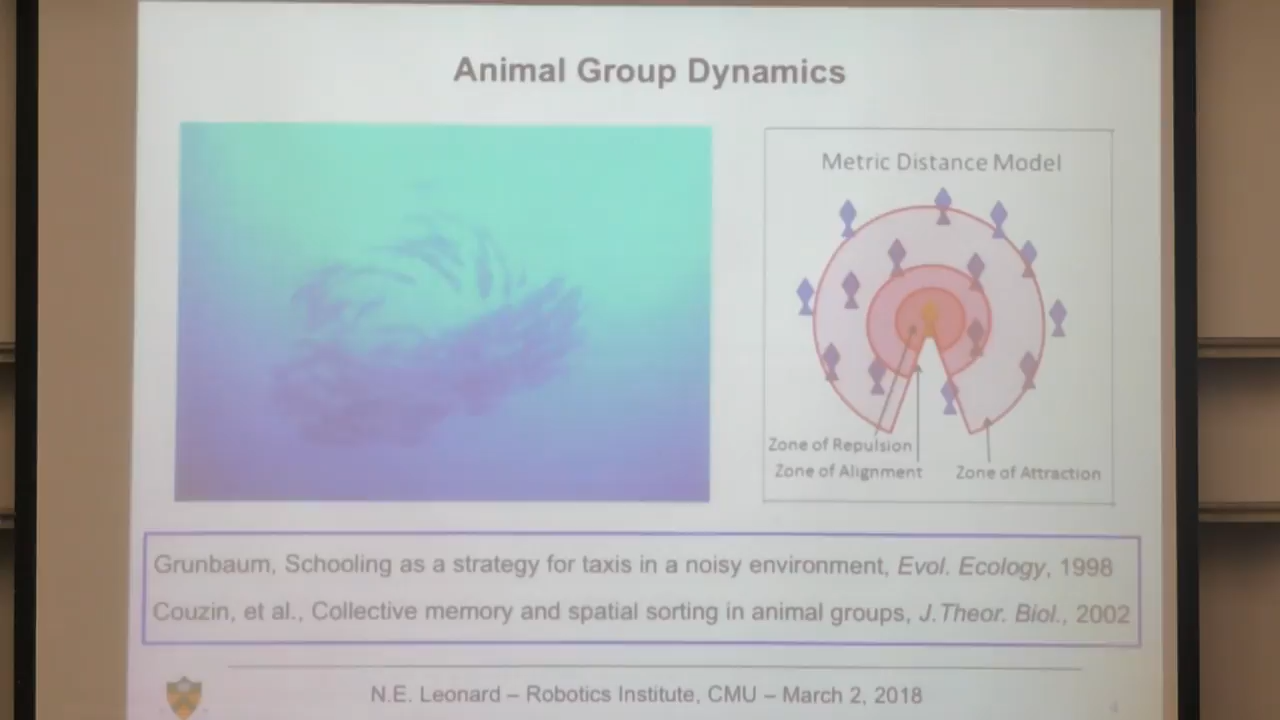 Animal Group Dynamics
Metric Distance Model
Zone of Repulsion
Zone of Alignment
Zone of Attraction
Grunbaum, Schooling as a strategy for taxis in a noisy environment, Evol. Ecology, 1998
Couzin, et al., Collective memory and spatial sorting in animal groups, J.Theor. Biol., 2002
N.E. Leonard – Robotics Institute, CMU – March 2, 2018
4